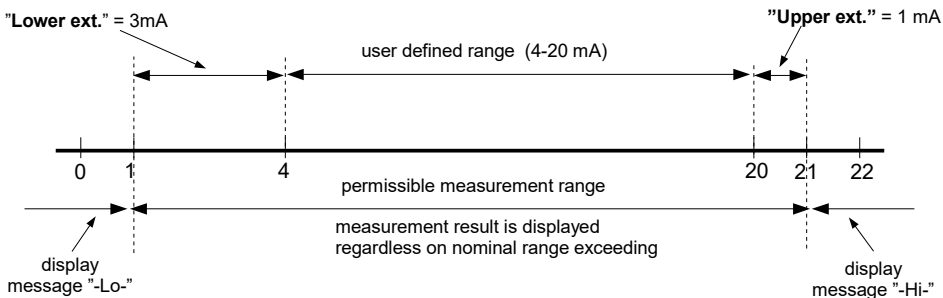 "Lower ext." = 3mA
"Upper ext." = 1 mA
user defined range (4-20 mA)
0 1 4 20 21 22
permissible measurement range
measurement result is displayed
regardless on nominal range exceeding
display
message "-Lo-"
display
message "-Hi-"